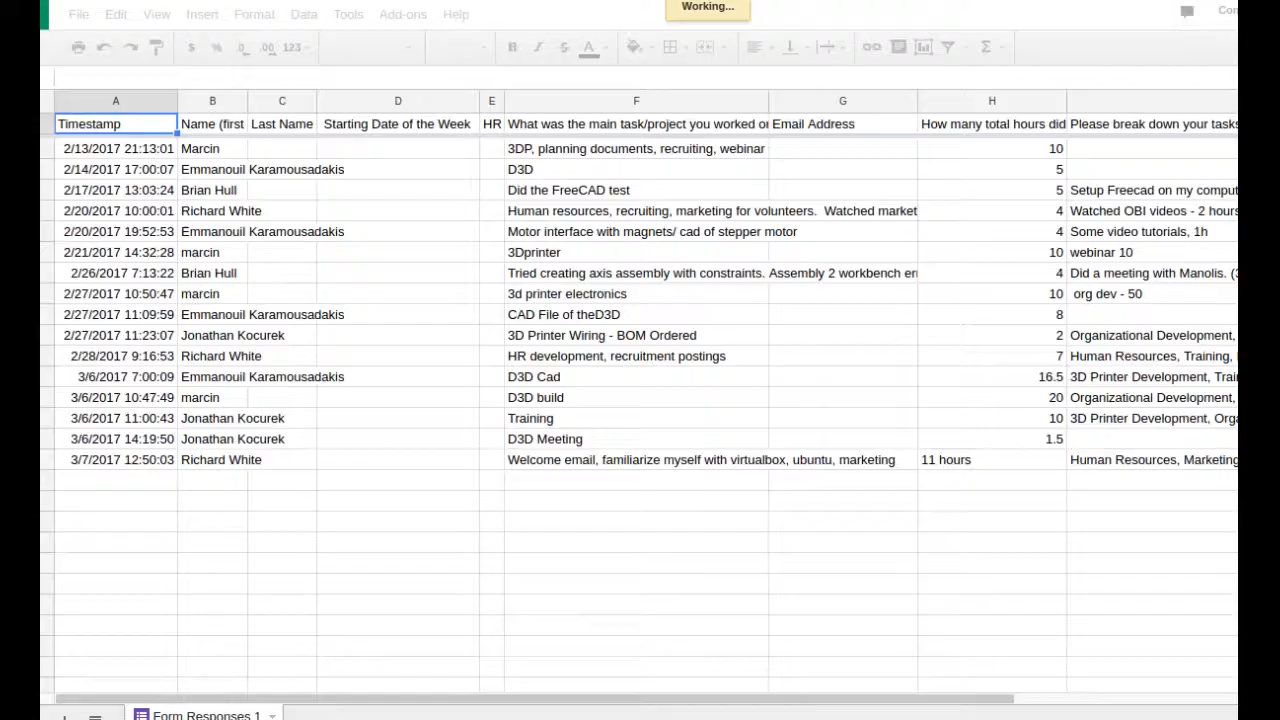 Working...
File Edit View Insert Format Data Tools Add-ons Help
$ % .0 .00 123 B I S A Σ
A B C D E F G H
Timestamp Name (first Last Name Starting Date of the Week HR What was the main task/project you worked or Email Address How many total hours did Please break down your tasks
2/13/2017 21:13:01 Marcin 3DP, planning documents, recruiting, webinar 10
2/14/2017 17:00:07 Emmanouil Karamousadakis D3D 5
2/17/2017 13:03:24 Brian Hull Did the FreeCAD test 5 Setup Freecad on my comput
2/20/2017 10:00:01 Richard White Human resources, recruiting, marketing for volunteers. Watched market 4 Watched OBI videos - 2 hours
2/20/2017 19:52:53 Emmanouil Karamousadakis Motor interface with magnets/ cad of stepper motor 4 Some video tutorials, 1h
2/21/2017 14:32:28 marcin 3Dprinter 10 webinar 10
2/26/2017 7:13:22 Brian Hull Tried creating axis assembly with constraints. Assembly 2 workbench err 4 Did a meeting with Manolis. (3
2/27/2017 10:50:47 marcin 3d printer electronics 10 org dev - 50
2/27/2017 11:09:59 Emmanouil Karamousadakis CAD File of theD3D 8
2/27/2017 11:23:07 Jonathan Kocurek 3D Printer Wiring - BOM Ordered 2 Organizational Development,
2/28/2017 9:16:53 Richard White HR development, recruitment postings 7 Human Resources, Training,
3/6/2017 7:00:09 Emmanouil Karamousadakis D3D Cad 16.5 3D Printer Development, Trai
3/6/2017 10:47:49 marcin D3D build 20 Organizational Development,
3/6/2017 11:00:43 Jonathan Kocurek Training 10 3D Printer Development, Orga
3/6/2017 14:19:50 Jonathan Kocurek D3D Meeting 1.5
3/7/2017 12:50:03 Richard White Welcome email, familiarize myself with virtualbox, ubuntu, marketing 11 hours Human Resources, Marketing
Form Responses 1